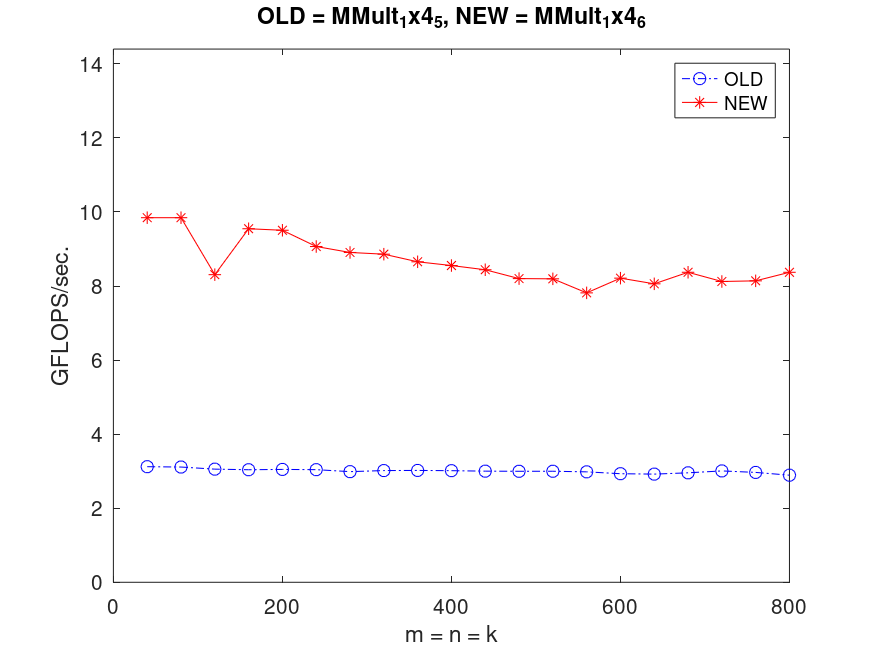 OLD = MMult₁x4₅, NEW = MMult₁x4₆
14
12
10
8
6
4
2
0
GFLOPS/sec.
OLD
NEW
0 200 400 600 800
m = n = k